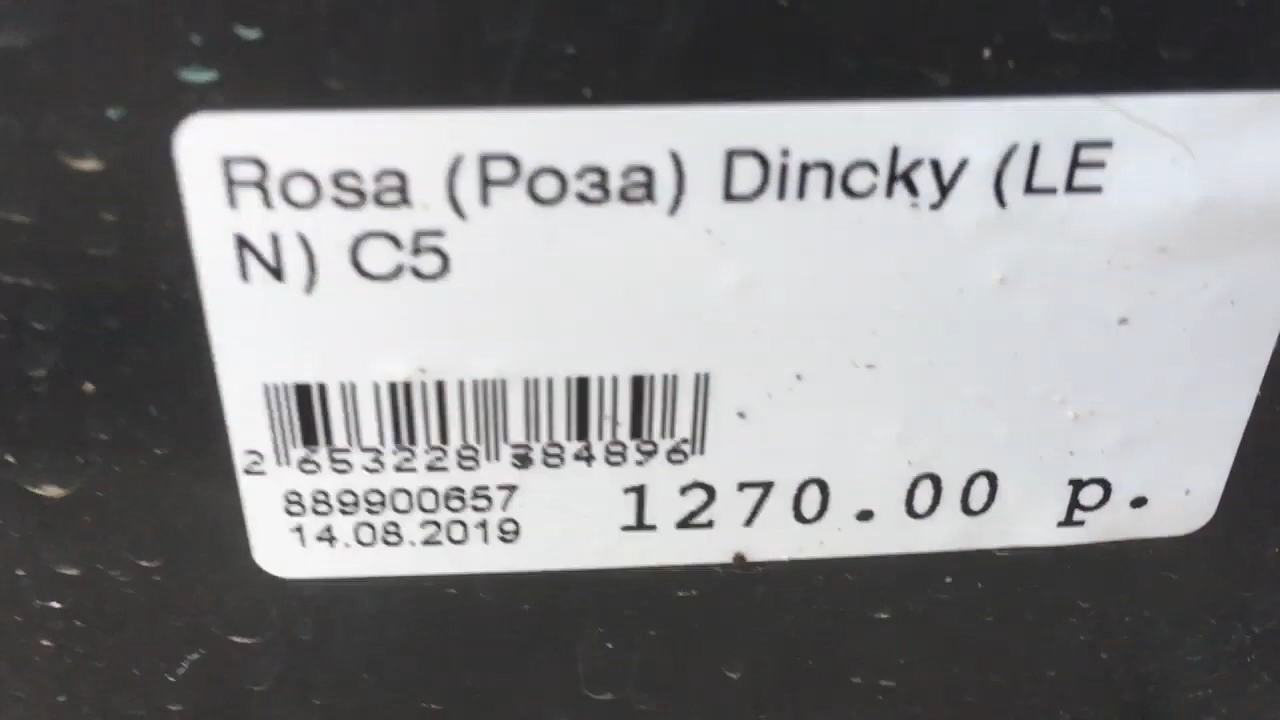 Rosa (Роза) Dincky (LE
N) C5
2 653228 384896
889900657
14.08.2019
1270.00 р.